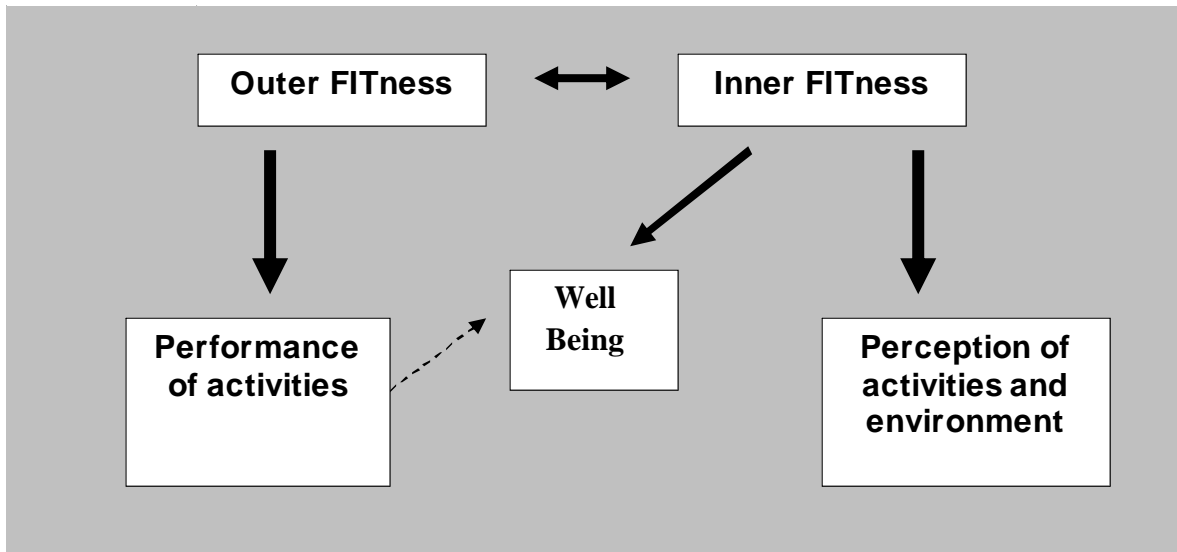 Outer FITness
Inner FITness
Well
Being
Performance
of activities
Perception of
activities and
environment